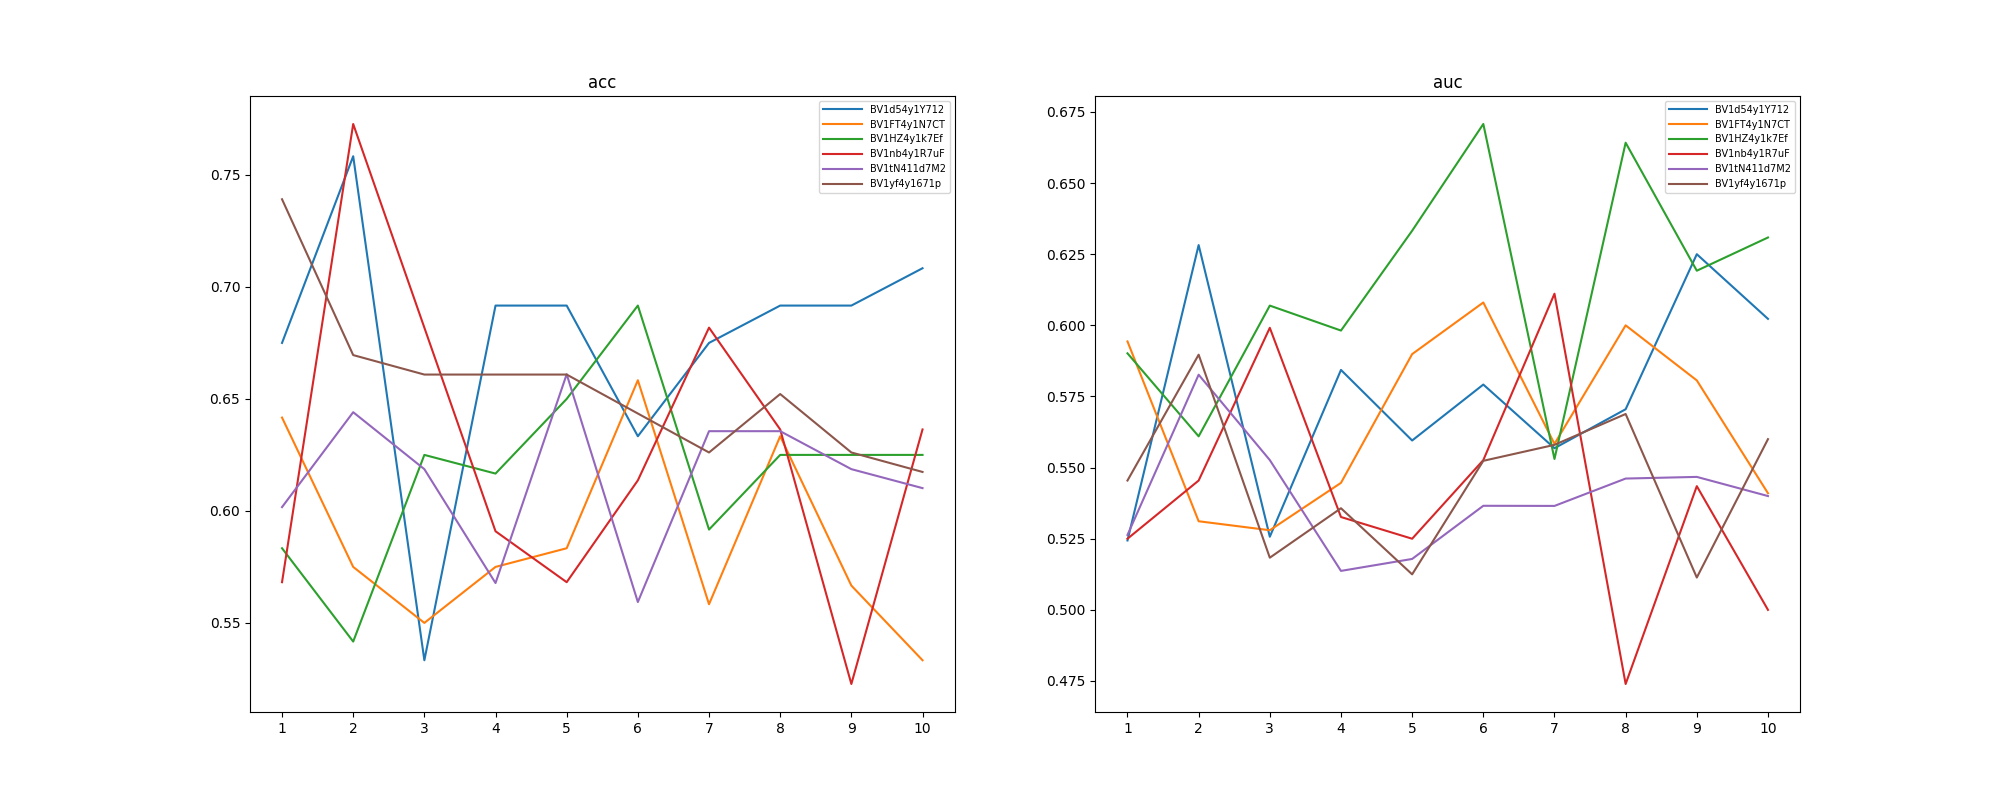 acc
0.75
0.70
0.65
0.60
0.55
1 2 3 4 5 6 7 8 9 10
BV1d54y1Y712
BV1FT4y1N7CT
BV1HZ4y1k7Ef
BV1nb4y1R7uF
BV1tN411d7M2
BV1yf4y1671p
auc
0.675
0.650
0.625
0.600
0.575
0.550
0.525
0.500
0.475
1 2 3 4 5 6 7 8 9 10
BV1d54y1Y712
BV1FT4y1N7CT
BV1HZ4y1k7Ef
BV1nb4y1R7uF
BV1tN411d7M2
BV1yf4y1671p